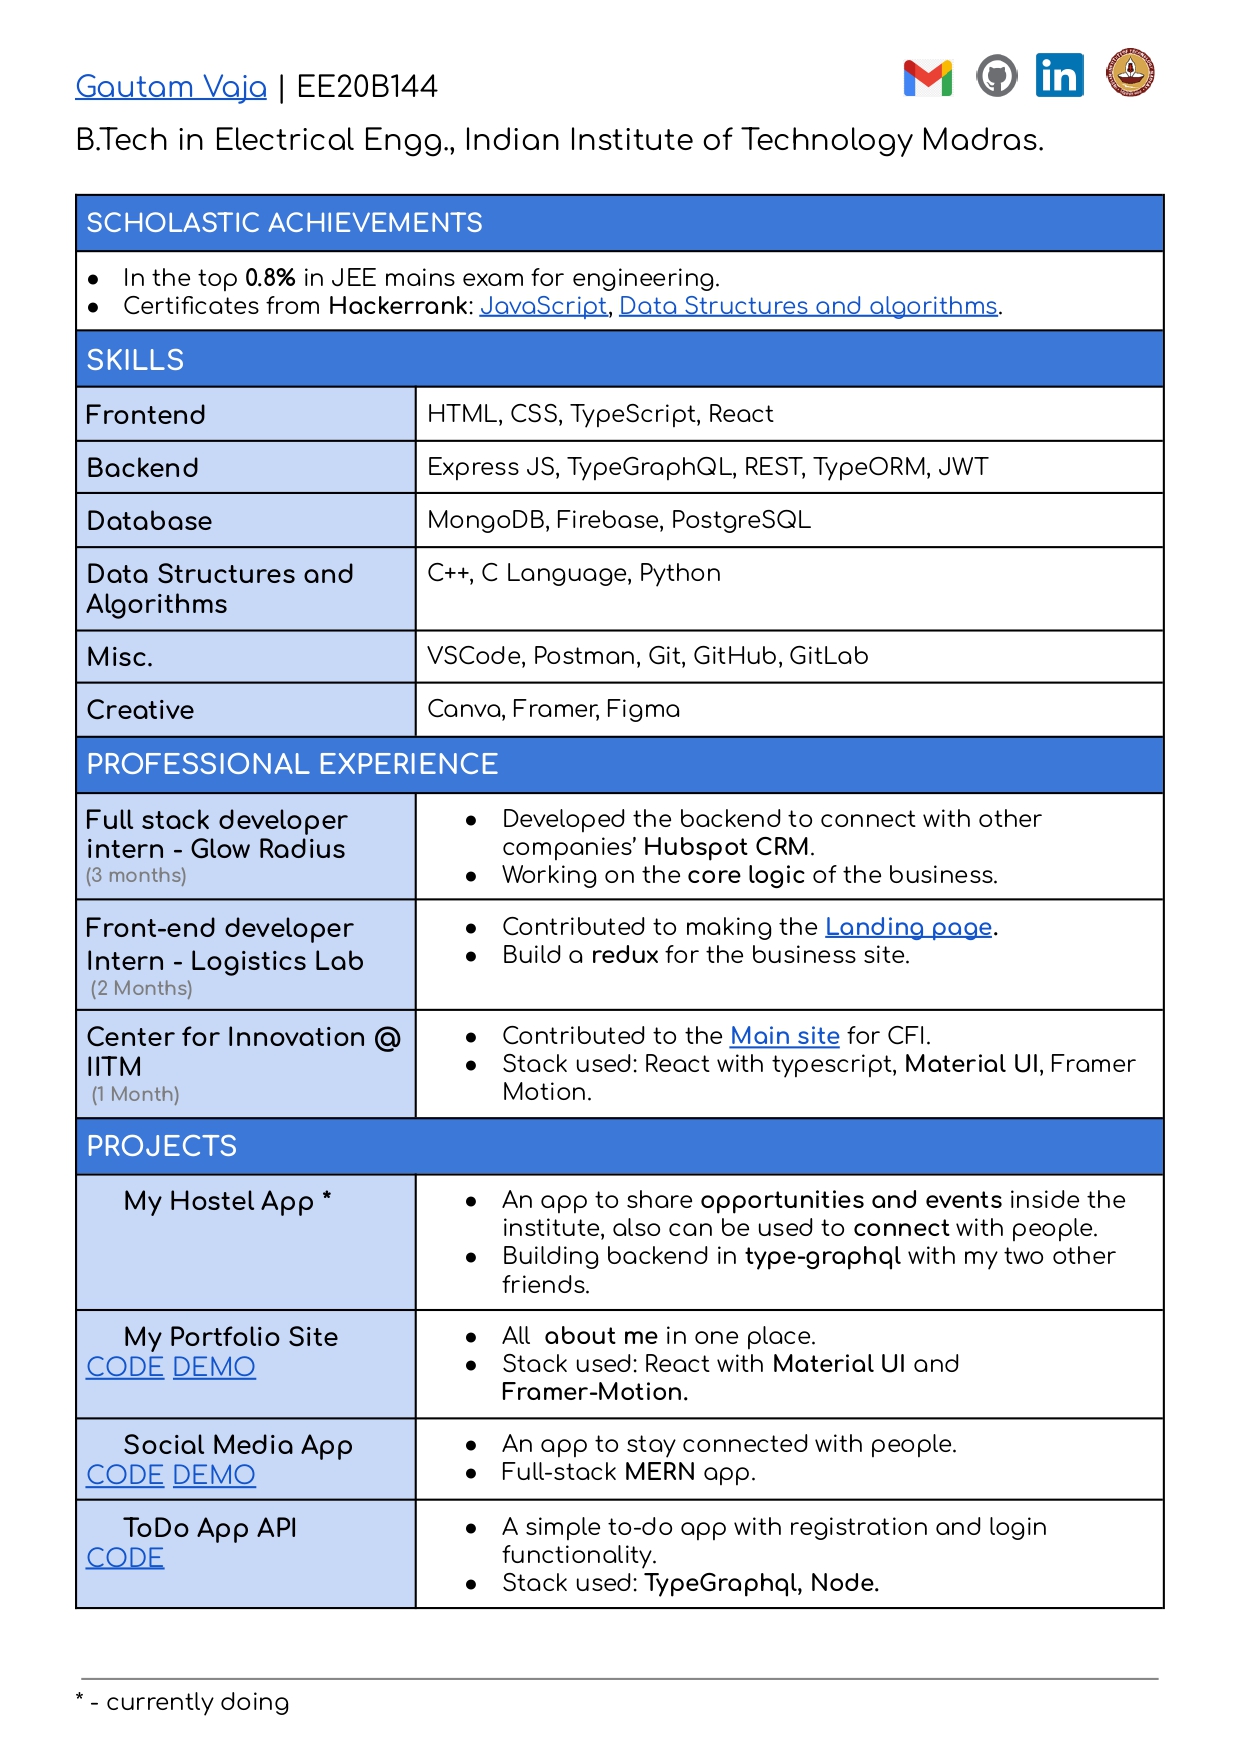 Gautam Vaja | EE20B144
B.Tech in Electrical Engg., Indian Institute of Technology Madras.
SCHOLASTIC ACHIEVEMENTS
● In the top 0.8% in JEE mains exam for engineering.
● Certificates from Hackerrank: JavaScript, Data Structures and algorithms.
SKILLS
Frontend HTML, CSS, TypeScript, React
Backend Express JS, TypeGraphQL, REST, TypeORM, JWT
Database MongoDB, Firebase, PostgreSQL
Data Structures and C++, C Language, Python
Algorithms
Misc. VSCode, Postman, Git, GitHub, GitLab
Creative Canva, Framer, Figma
PROFESSIONAL EXPERIENCE
Full stack developer
intern - Glow Radius
(3 months)
● Developed the backend to connect with other
companies’ Hubspot CRM.
● Working on the core logic of the business.
Front-end developer
Intern - Logistics Lab
(2 Months)
● Contributed to making the Landing page.
● Build a redux for the business site.
Center for Innovation @
IITM
(1 Month)
● Contributed to the Main site for CFI.
● Stack used: React with typescript, Material UI, Framer
Motion.
PROJECTS
My Hostel App *
● An app to share opportunities and events inside the
institute, also can be used to connect with people.
● Building backend in type-graphql with my two other
friends.
My Portfolio Site
CODE DEMO
● All about me in one place.
● Stack used: React with Material UI and
Framer-Motion.
Social Media App
CODE DEMO
● An app to stay connected with people.
● Full-stack MERN app.
ToDo App API
CODE
● A simple to-do app with registration and login
functionality.
● Stack used: TypeGraphql, Node.
* - currently doing